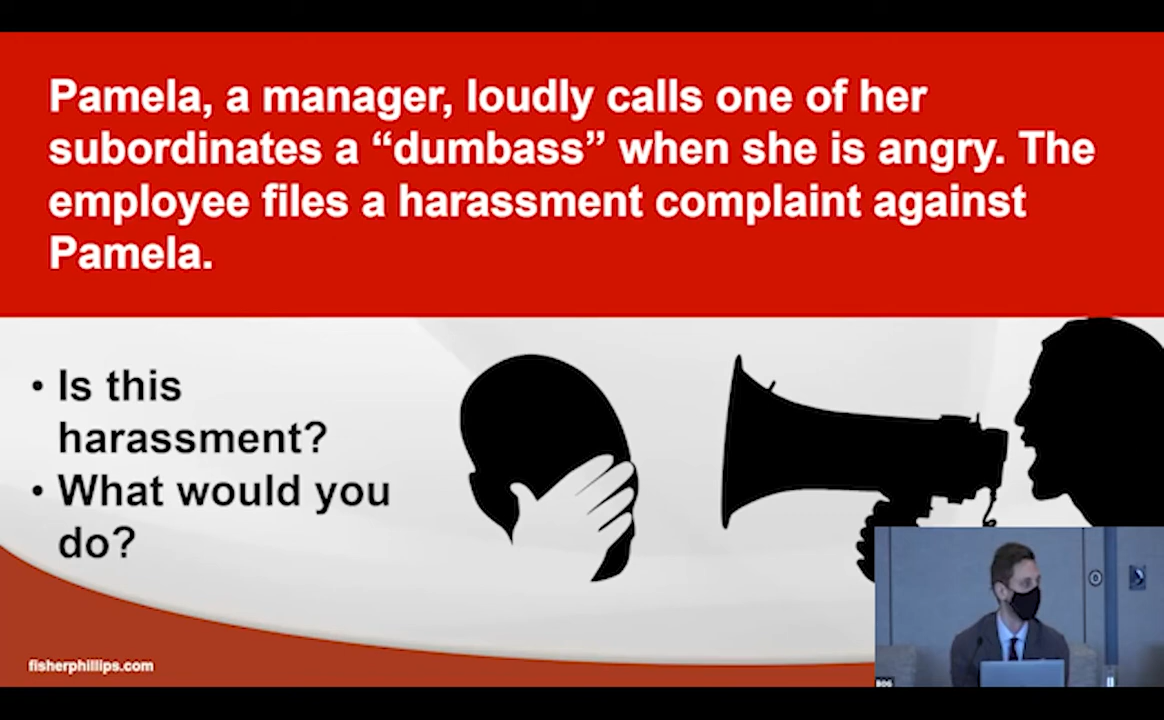 Pamela, a manager, loudly calls one of her
subordinates a “dumbass” when she is angry. The
employee files a harassment complaint against
Pamela.
• Is this
harassment?
• What would you
do?
fisherphillips.com